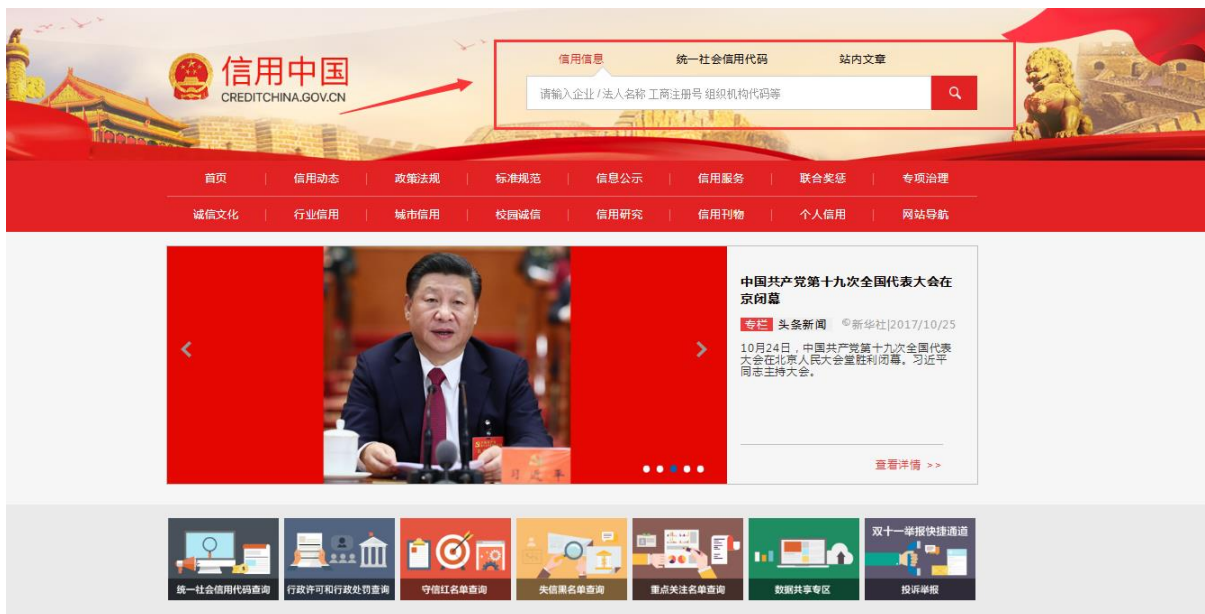 信用中国
CREDITCHINA.GOV.CN
信用信息 统一社会信用代码 站内文章
请输入企业/法人名称 工商注册号 组织机构代码等
首页 | 信用动态 | 政策法规 | 标准规范 | 信息公示 | 信用服务 | 联合奖惩 | 专项治理
诚信文化 | 行业信用 | 城市信用 | 校园诚信 | 信用研究 | 信用刊物 | 个人信用 | 网站导航
中国共产党第十九次全国代表大会在
京闭幕
专栏 头条新闻 ©新华社|2017/10/25
10月24日，中国共产党第十九次全国代表
大会在北京人民大会堂胜利闭幕。习近平
同志主持大会。
习近平
查看详情 >>
双十一举报快捷通道
统一社会信用代码查询 行政许可和行政处罚查询 守信红名单查询 失信黑名单查询 重点关注名单查询 数据共享专区 投诉举报